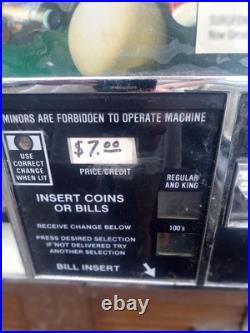 MINORS ARE FORBIDDEN TO OPERATE MACHINE
USE
CORRECT
CHANGE
WHEN LIT
$7.00
PRICE/CREDIT
REGULAR
AND KING
INSERT COINS
OR BILLS
100's
RECEIVE CHANGE BELOW
PRESS DESIRED SELECTION
IF NOT DELIVERED TRY
ANOTHER SELECTION
BILL INSERT